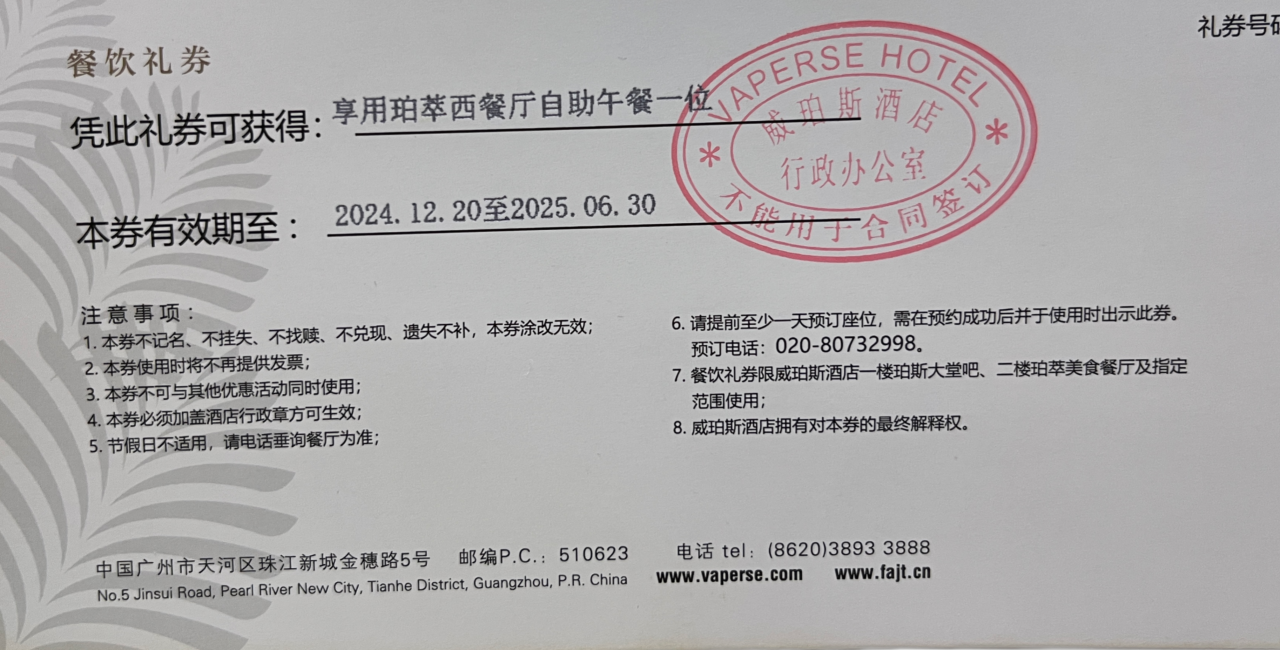 礼券号码
餐饮礼券
凭此礼券可获得：享用珀萃西餐厅自助午餐一位
本券有效期至：2024.12.20至2025.06.30
VAPERSE HOTEL
威珀斯酒店
行政办公室
不能用于合同签订
注意事项：
1. 本券不记名、不挂失、不找赎、不兑现、遗失不补，本券涂改无效；
2. 本券使用时将不再提供发票；
3. 本券不可与其他优惠活动同时使用；
4. 本券必须加盖酒店行政章方可生效；
5. 节假日不适用，请电话垂询餐厅为准；
6. 请提前至少一天预订座位，需在预约成功后并于使用时出示此券。
预订电话：020-80732998。
7. 餐饮礼券限威珀斯酒店一楼珀斯大堂吧、二楼珀萃美食餐厅及指定
范围使用；
8. 威珀斯酒店拥有对本券的最终解释权。
中国广州市天河区珠江新城金穗路5号 邮编P.C.：510623 电话 tel：(8620)3893 3888
No.5 Jinsui Road, Pearl River New City, Tianhe District, Guangzhou, P.R. China www.vaperse.com www.fajt.cn